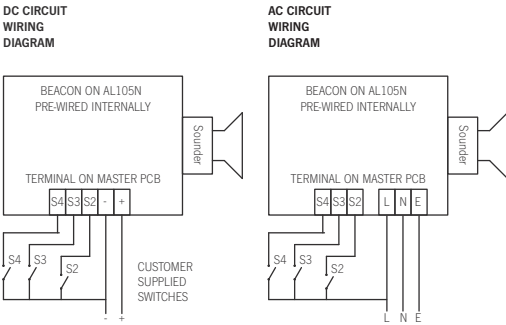 DC CIRCUIT
WIRING
DIAGRAM
BEACON ON AL105N
PRE-WIRED INTERNALLY
Sounder
TERMINAL ON MASTER PCB
S4 S3 S2 - +
S4 S3
S2
CUSTOMER
SUPPLIED
SWITCHES
- +
AC CIRCUIT
WIRING
DIAGRAM
BEACON ON AL105N
PRE-WIRED INTERNALLY
Sounder
TERMINAL ON MASTER PCB
S4 S3 S2 L N E
S4 S3
S2
L N E